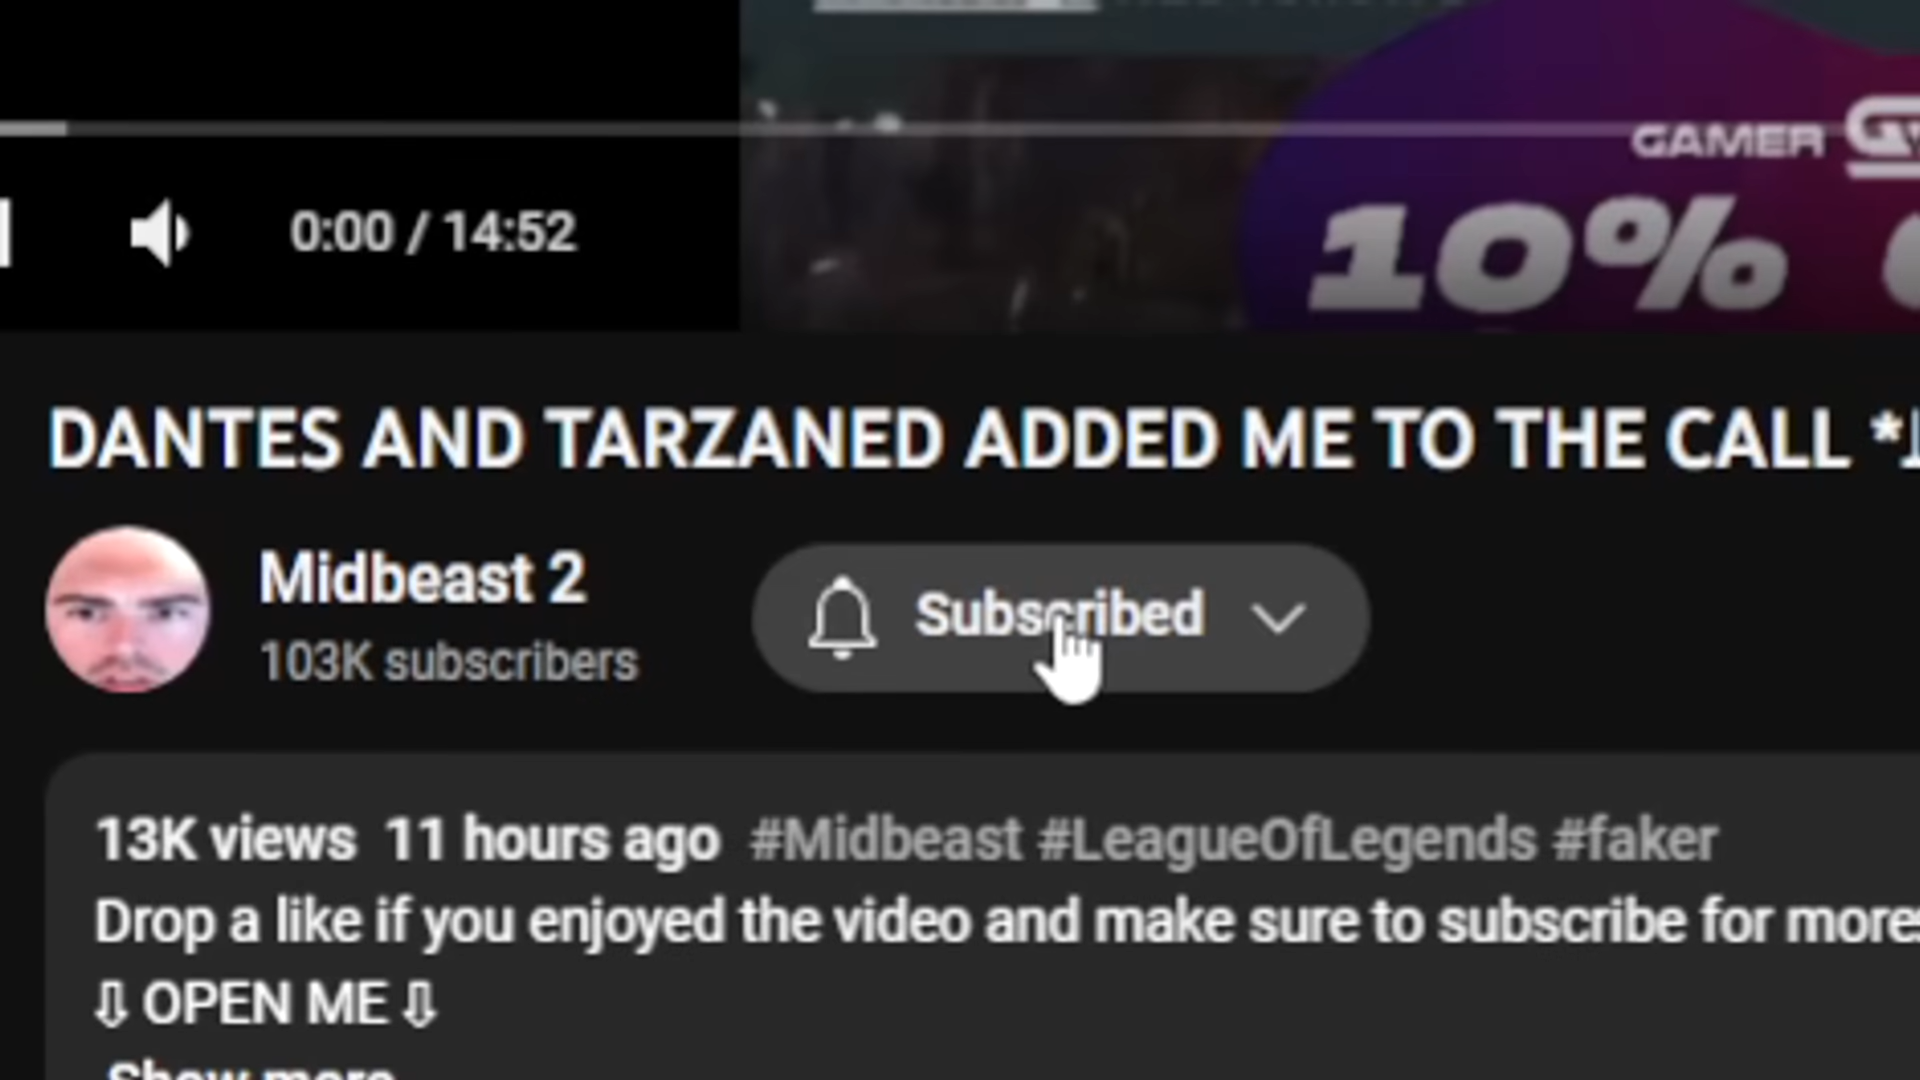 GAMER
10%
0:00 / 14:52
DANTES AND TARZANED ADDED ME TO THE CALL *
Midbeast 2
103K subscribers
Subscribed
13K views 11 hours ago #Midbeast #LeagueOfLegends #faker
Drop a like if you enjoyed the video and make sure to subscribe for more
⇩ OPEN ME ⇩
Show more